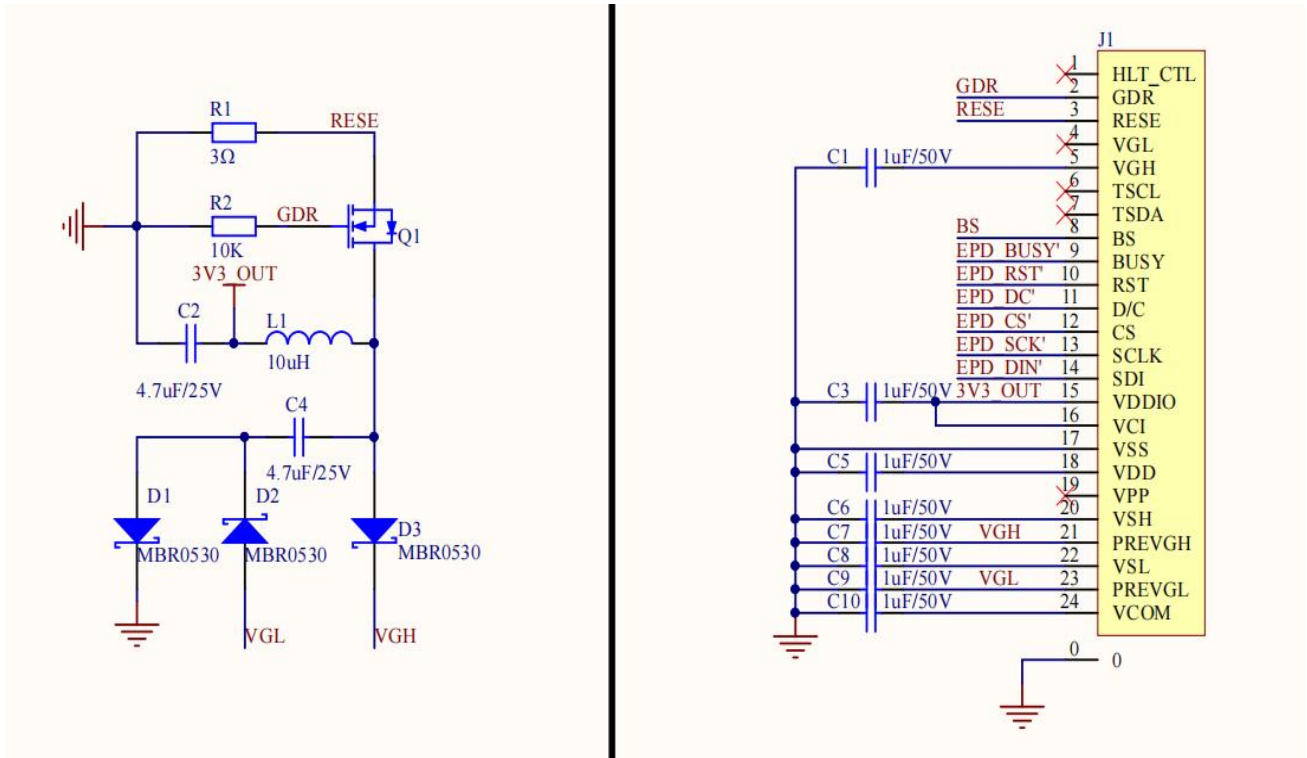 R1
RESE
3Ω
R2
GDR
10K
Q1
3V3_OUT
C2
L1
10uH
4.7uF/25V
C4
4.7uF/25V
D1
D2
D3
MBR0530
MBR0530
MBR0530
VGL
VGH
J1
1
HLT_CTL
GDR
2
GDR
RESE
3
RESE
4
VGL
C1
1uF/50V
5
VGH
6
TSCL
7
TSDA
BS
8
BS
EPD_BUSY'
9
BUSY
EPD_RST'
10
RST
EPD_DC'
11
D/C
EPD_CS'
12
CS
EPD_SCK'
13
SCLK
EPD_DIN'
14
SDI
C3
1uF/50V
3V3_OUT
15
VDDIO
16
VCI
17
VSS
C5
1uF/50V
18
VDD
19
VPP
C6
1uF/50V
20
VSH
C7
1uF/50V
VGH
21
PREVGH
C8
1uF/50V
22
VSL
C9
1uF/50V
VGL
23
PREVGL
C10
1uF/50V
24
VCOM
0
0